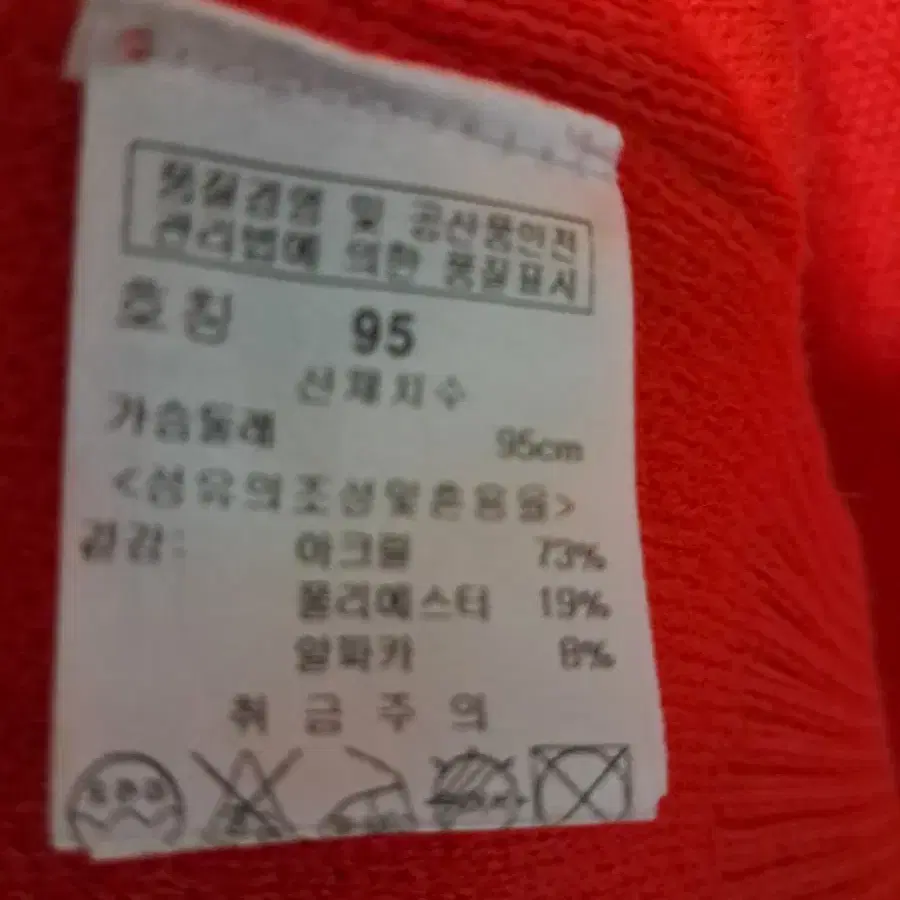 품질경영 및 공산품안전
관리법에 의한 품질표시
호칭 95
신체치수
가슴둘레 95cm
<섬유의조성및혼용율>
겉감: 아크릴 73%
폴리에스터 19%
알파카 8%
취급주의